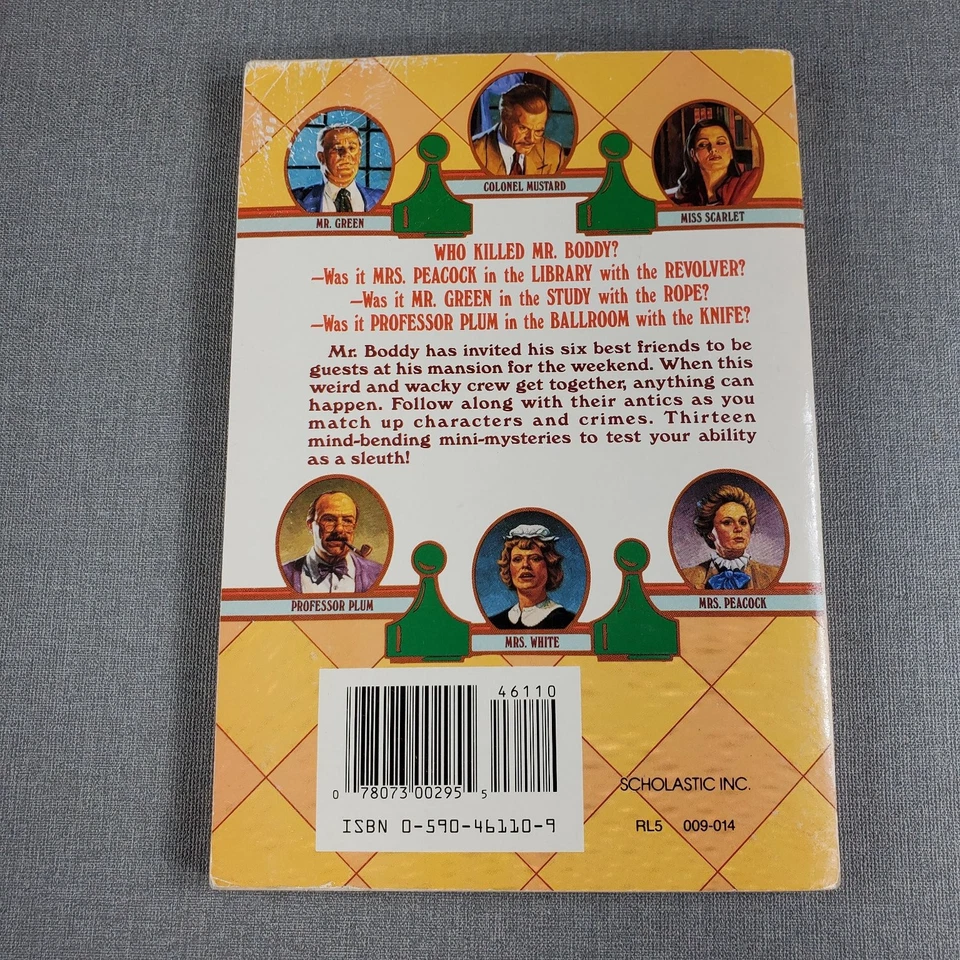 COLONEL MUSTARD
MR. GREEN
MISS SCARLET
WHO KILLED MR. BODDY?
—Was it MRS. PEACOCK in the LIBRARY with the REVOLVER?
—Was it MR. GREEN in the STUDY with the ROPE?
—Was it PROFESSOR PLUM in the BALLROOM with the KNIFE?
Mr. Boddy has invited his six best friends to be
guests at his mansion for the weekend. When this
weird and wacky crew get together, anything can
happen. Follow along with their antics as you
match up characters and crimes. Thirteen
mind-bending mini-mysteries to test your ability
as a sleuth!
PROFESSOR PLUM
MRS. PEACOCK
MRS. WHITE
46110
0 78073 00295 5
ISBN 0-590-46110-9
SCHOLASTIC INC.
RL5 009-014